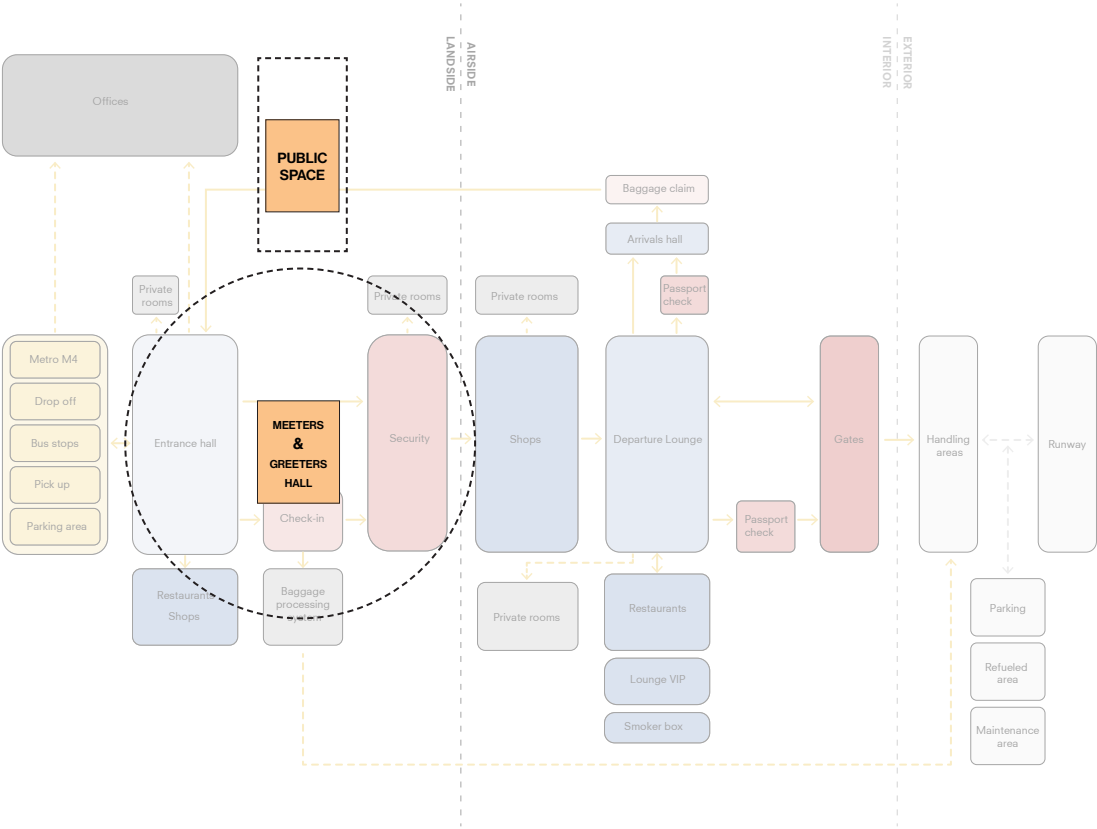 LANDSIDE
AIRSIDE
INTERIOR
EXTERIOR
Offices
PUBLIC
SPACE
Baggage claim
Arrivals hall
Private
rooms
Private rooms
Private rooms
Passport
check
Metro M4
Drop off
Bus stops
Pick up
Parking area
Entrance hall
MEETERS
&
GREETERS
HALL
Check-in
Security
Shops
Departure Lounge
Passport
check
Gates
Handling
areas
Runway
Restaurants
Shops
Baggage
processing
system
Private rooms
Restaurants
Lounge VIP
Smoker box
Parking
Refueled
area
Maintenance
area